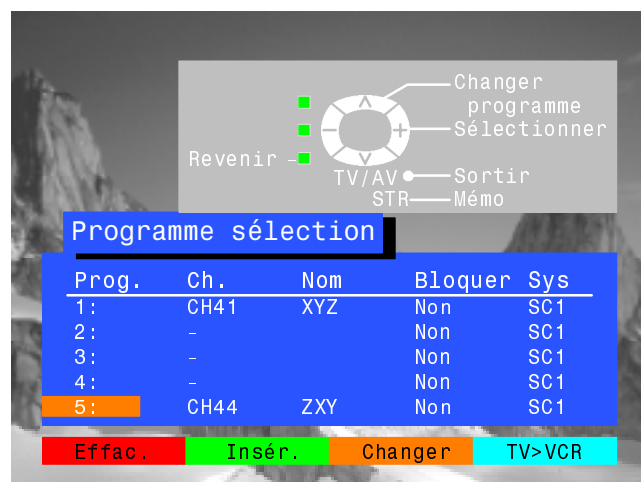 Changer
programme
Sélectionner
Revenir
TV/AV Sortir
STR Mémo
Programme sélection
Prog. Ch. Nom Bloquer Sys
1: CH41 XYZ Non SC1
2: - Non SC1
3: - Non SC1
4: - Non SC1
5: CH44 ZXY Non SC1
Effac. Insér. Changer TV>VCR